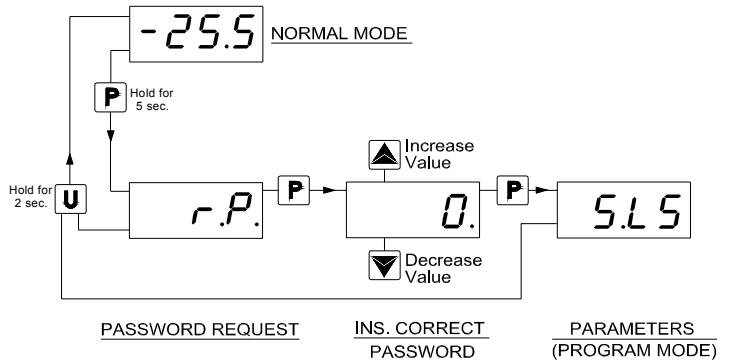 -25.5
NORMAL MODE
P
Hold for
5 sec.
Increase
Value
Hold for
2 sec.
U
r.P.
P
0.
P
S.LS
Decrease
Value
PASSWORD REQUEST
INS. CORRECT
PASSWORD
PARAMETERS
(PROGRAM MODE)